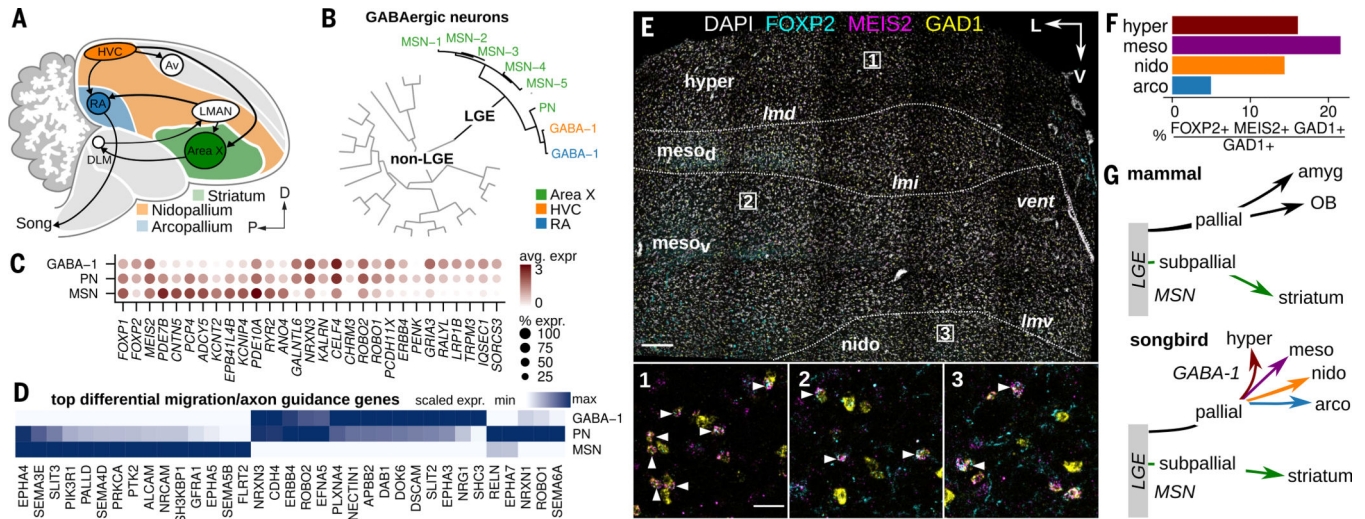 A
HVC
Av
RA
LMAN
DLM
Area X
Song
Striatum
Nidopallium
Arcopallium
D
P
B
GABAergic neurons
MSN-1
MSN-2
MSN-3
MSN-4
MSN-5
PN
GABA-1
GABA-1
LGE
non-LGE
Area X
HVC
RA
C
GABA-1
PN
MSN
FOXP1
FOXP2
MEIS2
PDE7B
CNTN5
PCP4
ADCY5
KCNT2
EPB41L4B
KCNIP4
PDE10A
RYR2
ANO4
GALNTL6
NRXN3
KALRN
CELF4
CHRM3
ROBO2
ROBO1
PCDH11X
ERBB4
PENK
GRIA3
RALYL
LRP1B
TRPM3
IQSEC1
SORCS3
avg. expr
3
0
% expr.
100
75
50
25
D
top differential migration/axon guidance genes
scaled expr.
min
max
GABA-1
PN
MSN
EPHA4
SEMA3E
SLIT3
PIK3R1
PALLD
SEMA4D
PRKCA
PTK2
ALCAM
NRCAM
SH3KBP1
GFRA1
EPHA5
SEMA5B
FLRT2
NRXN3
CDH4
ERBB4
ROBO2
EFNA5
PLXNA4
NECTIN1
APBB2
DAB1
DOK6
DSCAM
SLIT2
EPHA3
NRG1
SHC3
RELN
EPHA7
NRXN1
ROBO1
SEMA6A
E
DAPI FOXP2 MEIS2 GAD1
L
V
1
hyper
lmd
mesod
lmi
2
vent
mesov
lmv
nido
3
1
2
3
F
hyper
meso
nido
arco
0 10 20
%
FOXP2+ MEIS2+ GAD1+
GAD1+
G
mammal
amyg
OB
pallial
LGE
subpallial
MSN
striatum
songbird
hyper
meso
GABA-1
nido
pallial
arco
LGE
subpallial
MSN
striatum